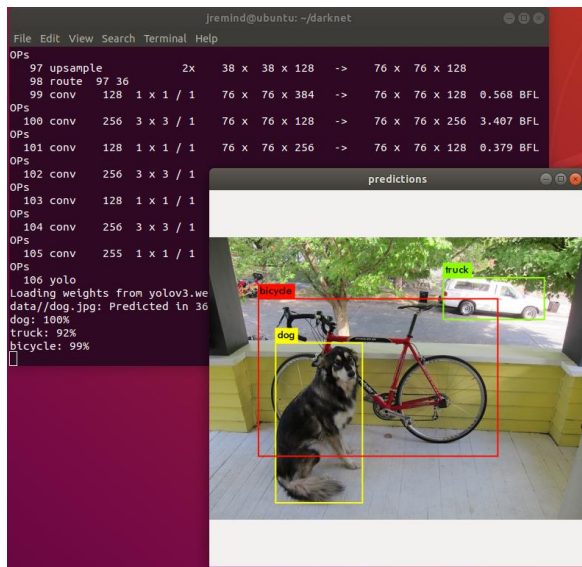 jremind@ubuntu: ~/darknet
File Edit View Search Terminal Help
OPs
97 upsample 2x 38 x 38 x 128 -> 76 x 76 x 128
98 route 97 36
99 conv 128 1 x 1 / 1 76 x 76 x 384 -> 76 x 76 x 128 0.568 BFL
OPs
100 conv 256 3 x 3 / 1 76 x 76 x 128 -> 76 x 76 x 256 3.407 BFL
OPs
101 conv 128 1 x 1 / 1 76 x 76 x 256 -> 76 x 76 x 128 0.379 BFL
OPs
102 conv 256 3 x 3 / 1
OPs
103 conv 128 1 x 1 / 1
OPs
104 conv 256 3 x 3 / 1
OPs
105 conv 255 1 x 1 / 1
OPs
106 yolo
Loading weights from yolov3.we
data//dog.jpg: Predicted in 36
dog: 100%
truck: 92%
bicycle: 99%
predictions
truck
bicycle
dog